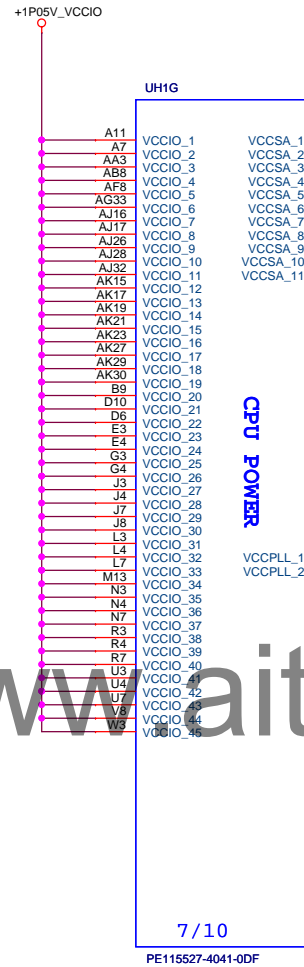 +1P05V_VCCIO
UH1G
A11 VCCIO_1 VCCSA_1
A7 VCCIO_2 VCCSA_2
AA3 VCCIO_3 VCCSA_3
AB8 VCCIO_4 VCCSA_4
AF8 VCCIO_5 VCCSA_5
AG33 VCCIO_6 VCCSA_6
AJ16 VCCIO_7 VCCSA_7
AJ17 VCCIO_8 VCCSA_8
AJ26 VCCIO_9 VCCSA_9
AJ28 VCCIO_10 VCCSA_10
AJ32 VCCIO_11 VCCSA_11
AK15 VCCIO_12
AK17 VCCIO_13
AK19 VCCIO_14
AK21 VCCIO_15
AK23 VCCIO_16
AK27 VCCIO_17
AK29 VCCIO_18
AK30 VCCIO_19
B9 VCCIO_20
D10 VCCIO_21
D6 VCCIO_22
E3 VCCIO_23
E4 VCCIO_24
G3 VCCIO_25
G4 VCCIO_26
J3 VCCIO_27
J4 VCCIO_28
J7 VCCIO_29
J8 VCCIO_30
L3 VCCIO_31
L4 VCCIO_32 VCCPLL_1
L7 VCCIO_33 VCCPLL_2
M13 VCCIO_34
N3 VCCIO_35
N4 VCCIO_36
N7 VCCIO_37
R3 VCCIO_38
R4 VCCIO_39
R7 VCCIO_40
U3 VCCIO_41
U4 VCCIO_42
U7 VCCIO_43
V8 VCCIO_44
W3 VCCIO_45
CPU POWER
ww.ait
7/10
PE115527-4041-0DF